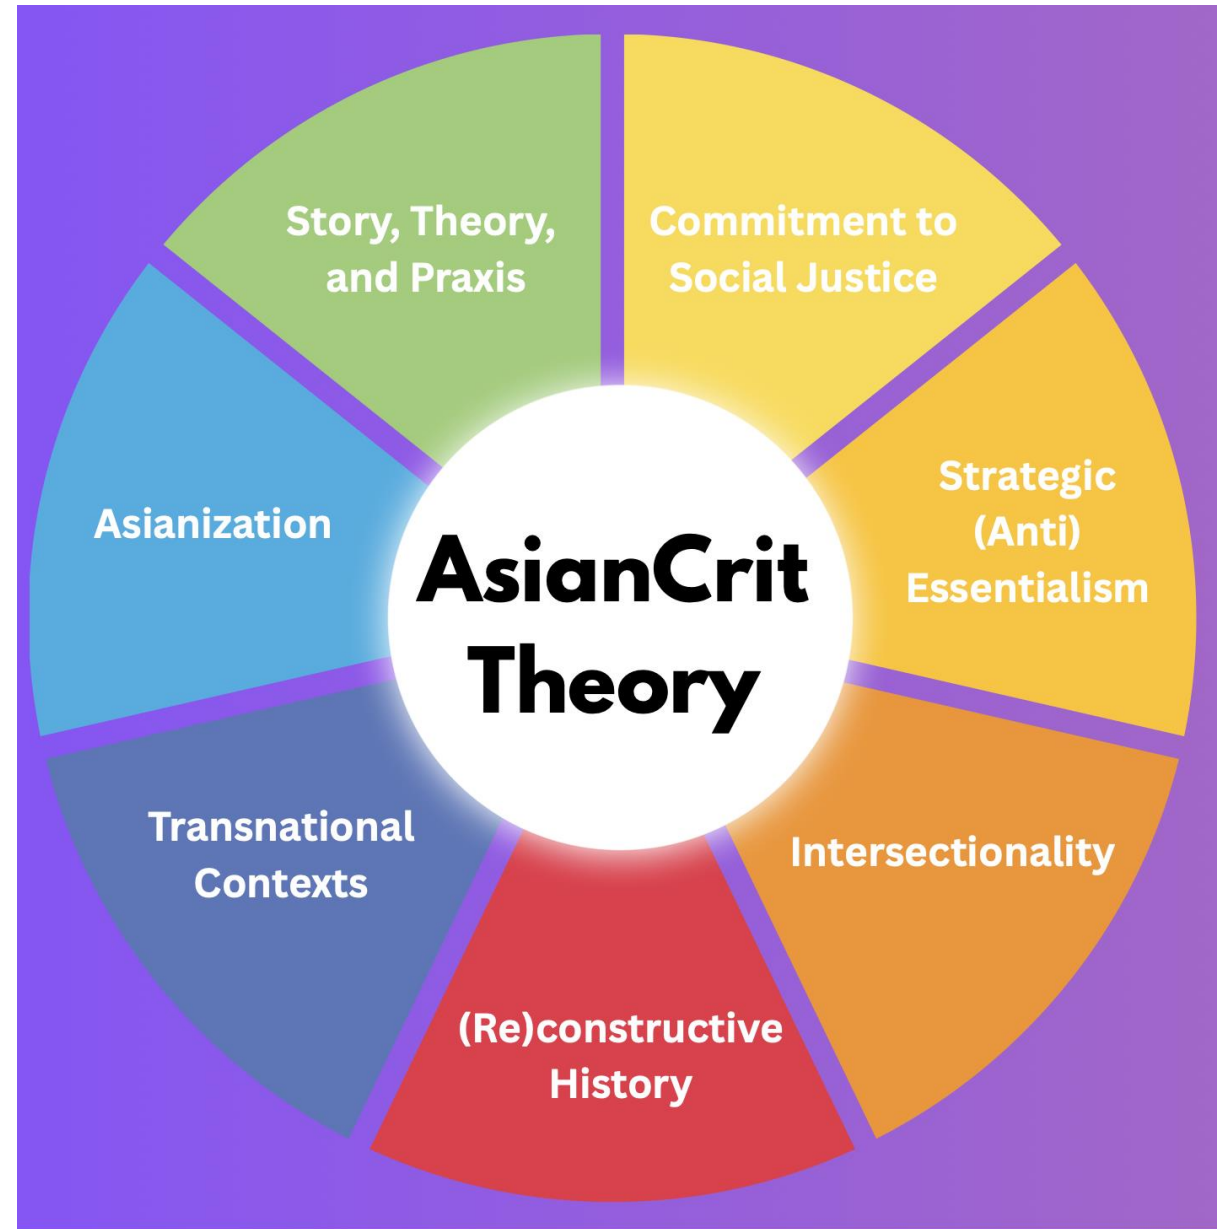 Story, Theory,
and Praxis
Commitment to
Social Justice
Strategic
(Anti)
Essentialism
Asianization
AsianCrit
Theory
Transnational
Contexts
Intersectionality
(Re)constructive
History